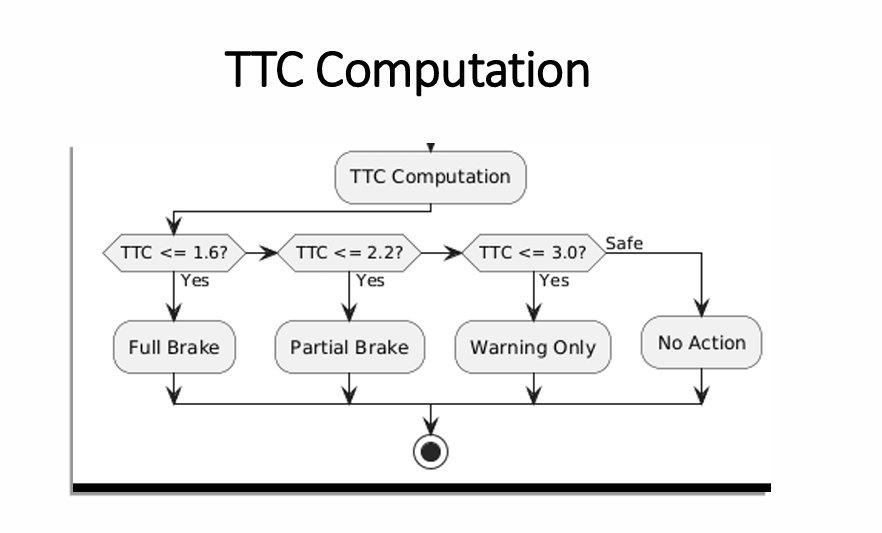 TTC Computation
TTC Computation
TTC <= 1.6?
TTC <= 2.2?
TTC <= 3.0?
Safe
Yes
Yes
Yes
Full Brake
Partial Brake
Warning Only
No Action